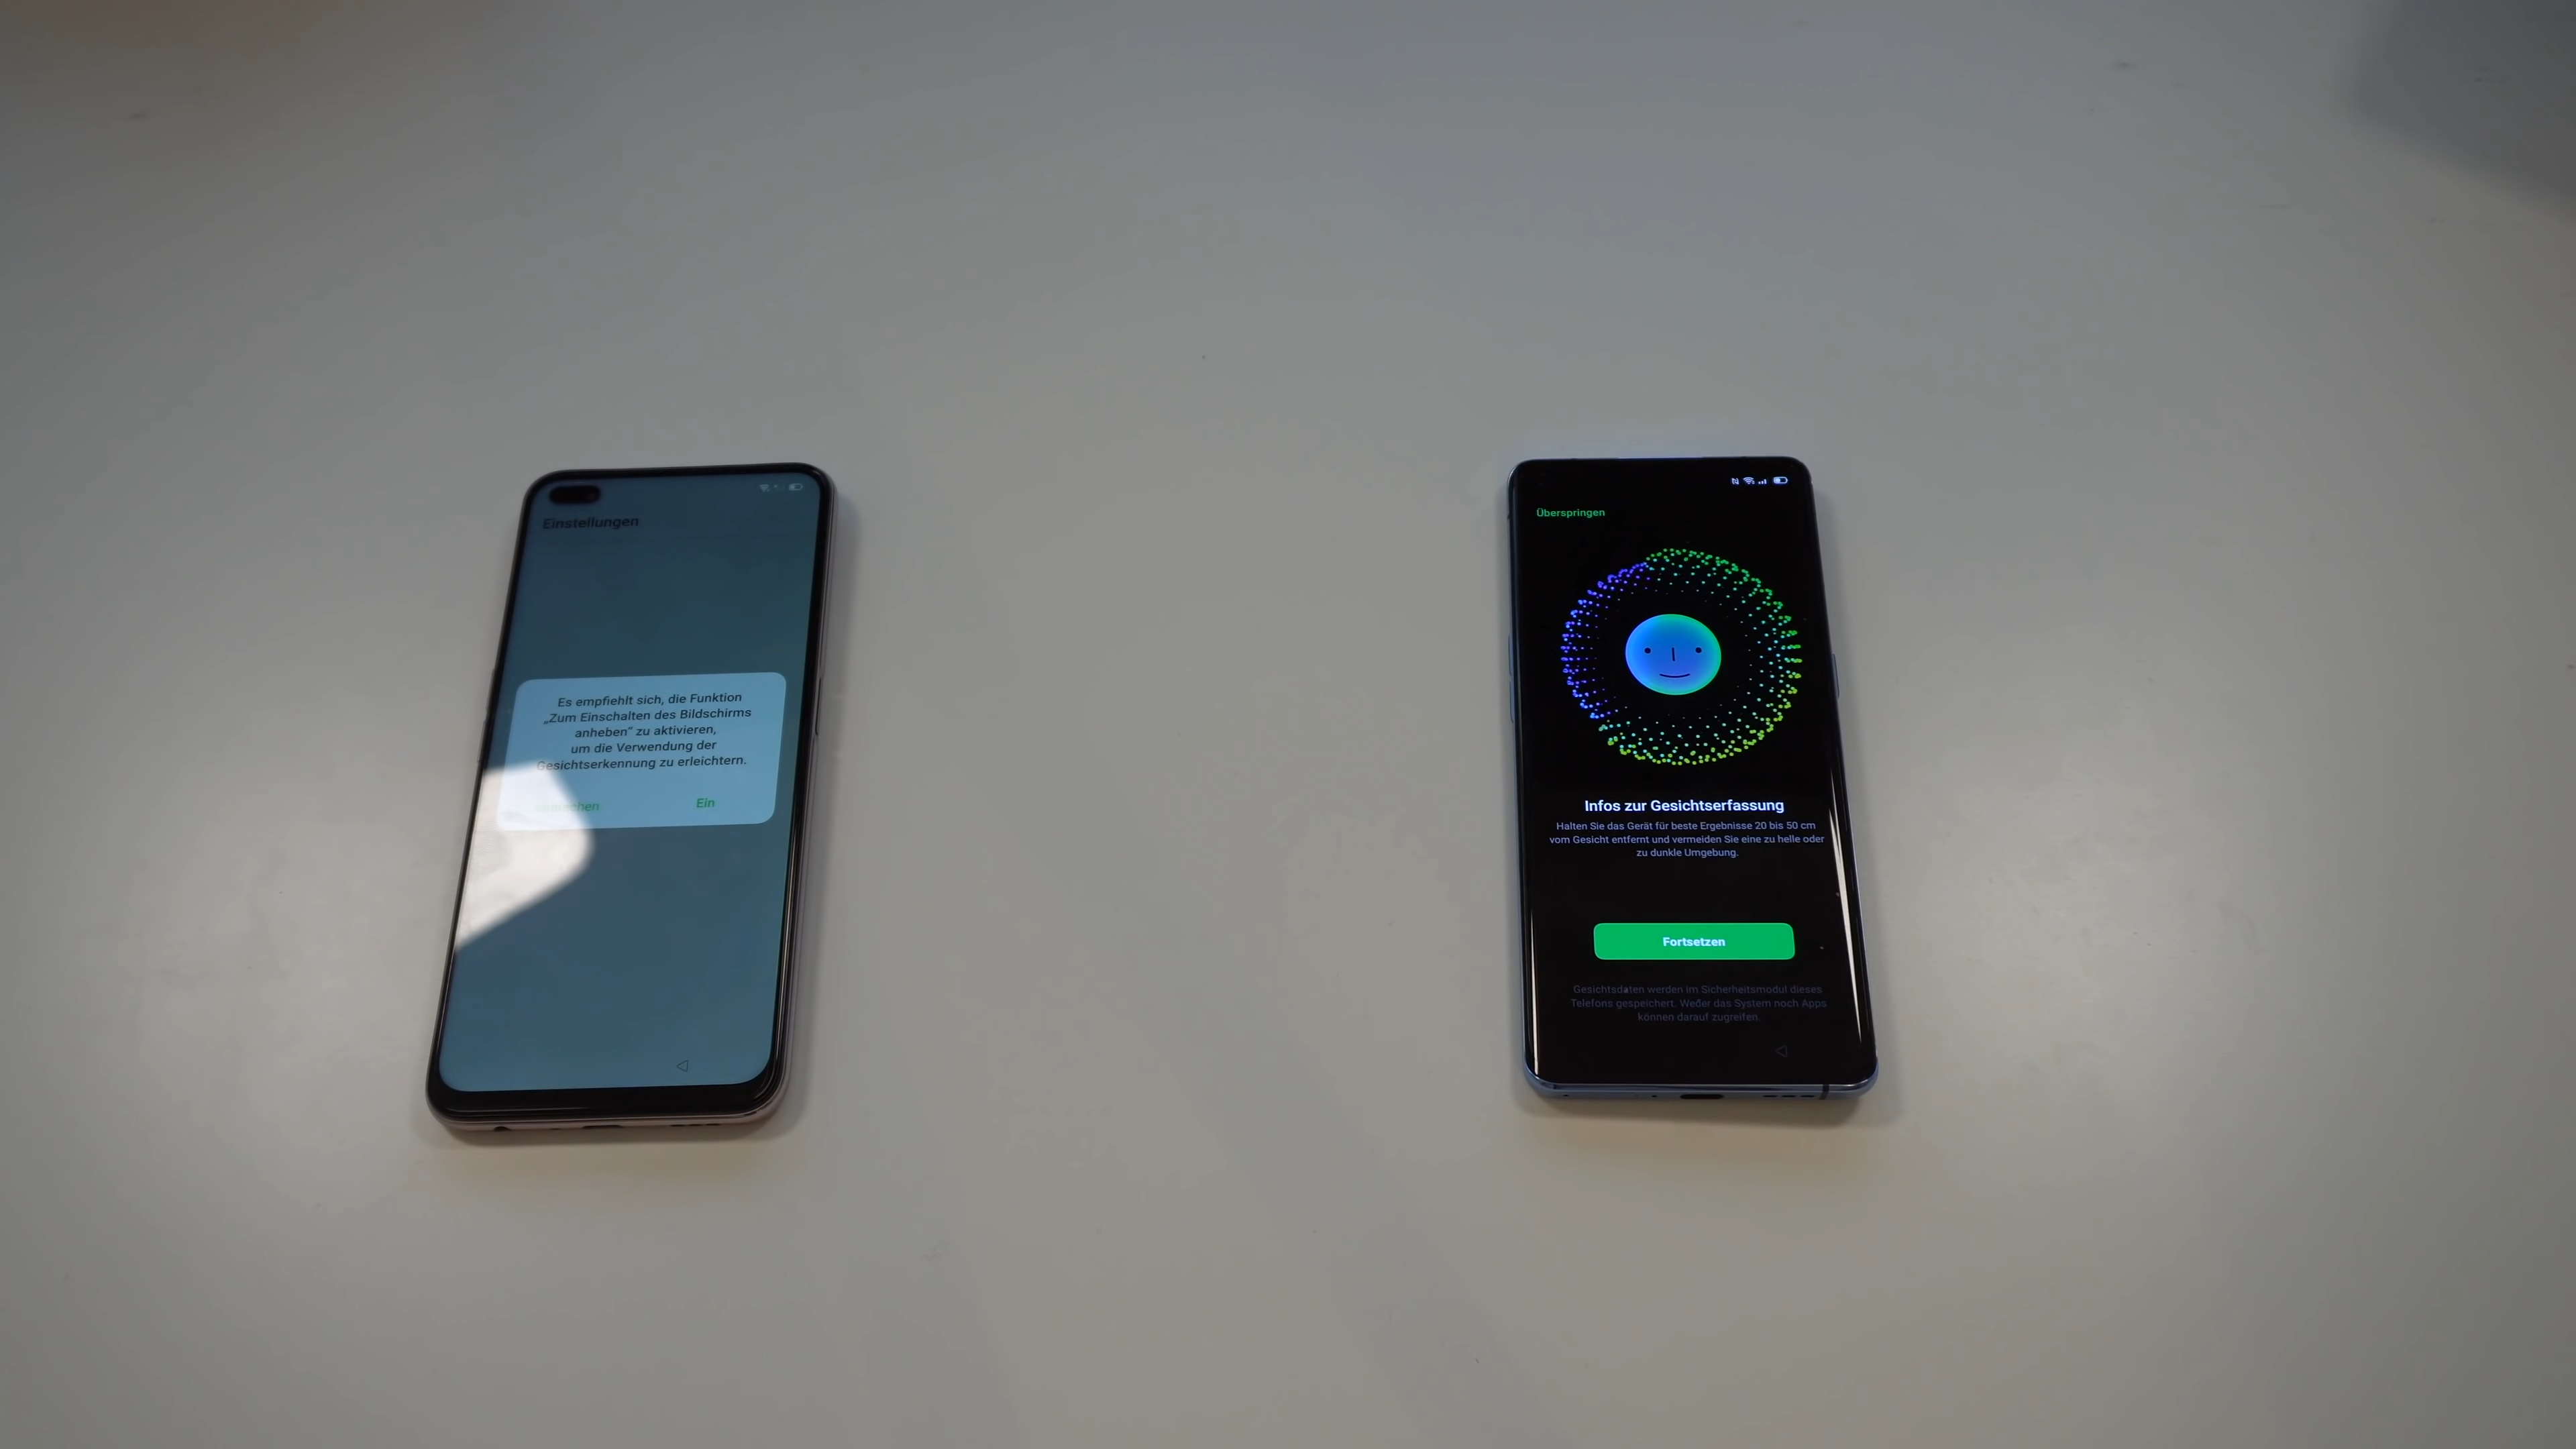 Einstellungen
Es empfiehlt sich, die Funktion
„Zum Einschalten des Bildschirms
anheben“ zu aktivieren,
um die Verwendung der
Gesichtserkennung zu erleichtern.
Ein
Überspringen
Infos zur Gesichtserfassung
Halten Sie das Gerät für beste Ergebnisse 20 bis 50 cm
vom Gesicht entfernt und vermeiden Sie eine zu helle oder
zu dunkle Umgebung.
Fortsetzen
Gesichtsdaten werden im Sicherheitsmodul dieses
Telefons gespeichert. Weder das System noch Apps
können darauf zugreifen.